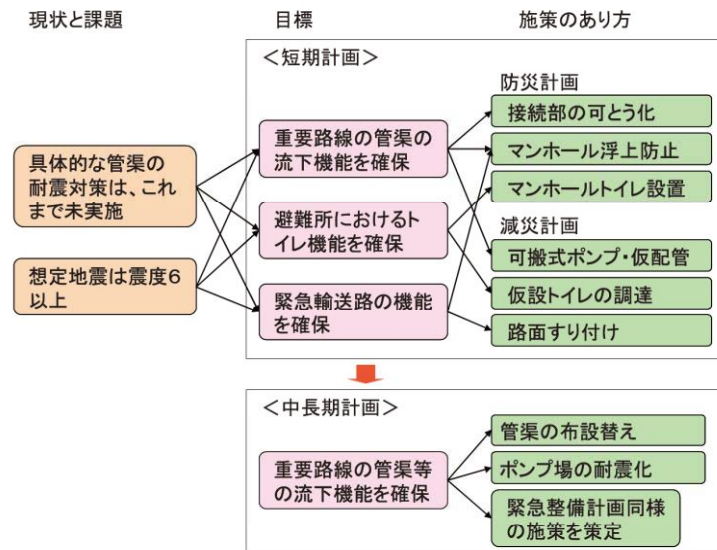 現状と課題
目標
施策のあり方
具体的な管渠の
耐震対策は、これ
まで未実施
想定地震は震度6
以上
＜短期計画＞
重要路線の管渠の
流下機能を確保
避難所におけるト
イレ機能を確保
緊急輸送路の機能
を確保
防災計画
接続部の可とう化
マンホール浮上防止
マンホールトイレ設置
減災計画
可搬式ポンプ・仮配管
仮設トイレの調達
路面すり付け
＜中長期計画＞
重要路線の管渠等
の流下機能を確保
管渠の布設替え
ポンプ場の耐震化
緊急整備計画同様
の施策を策定